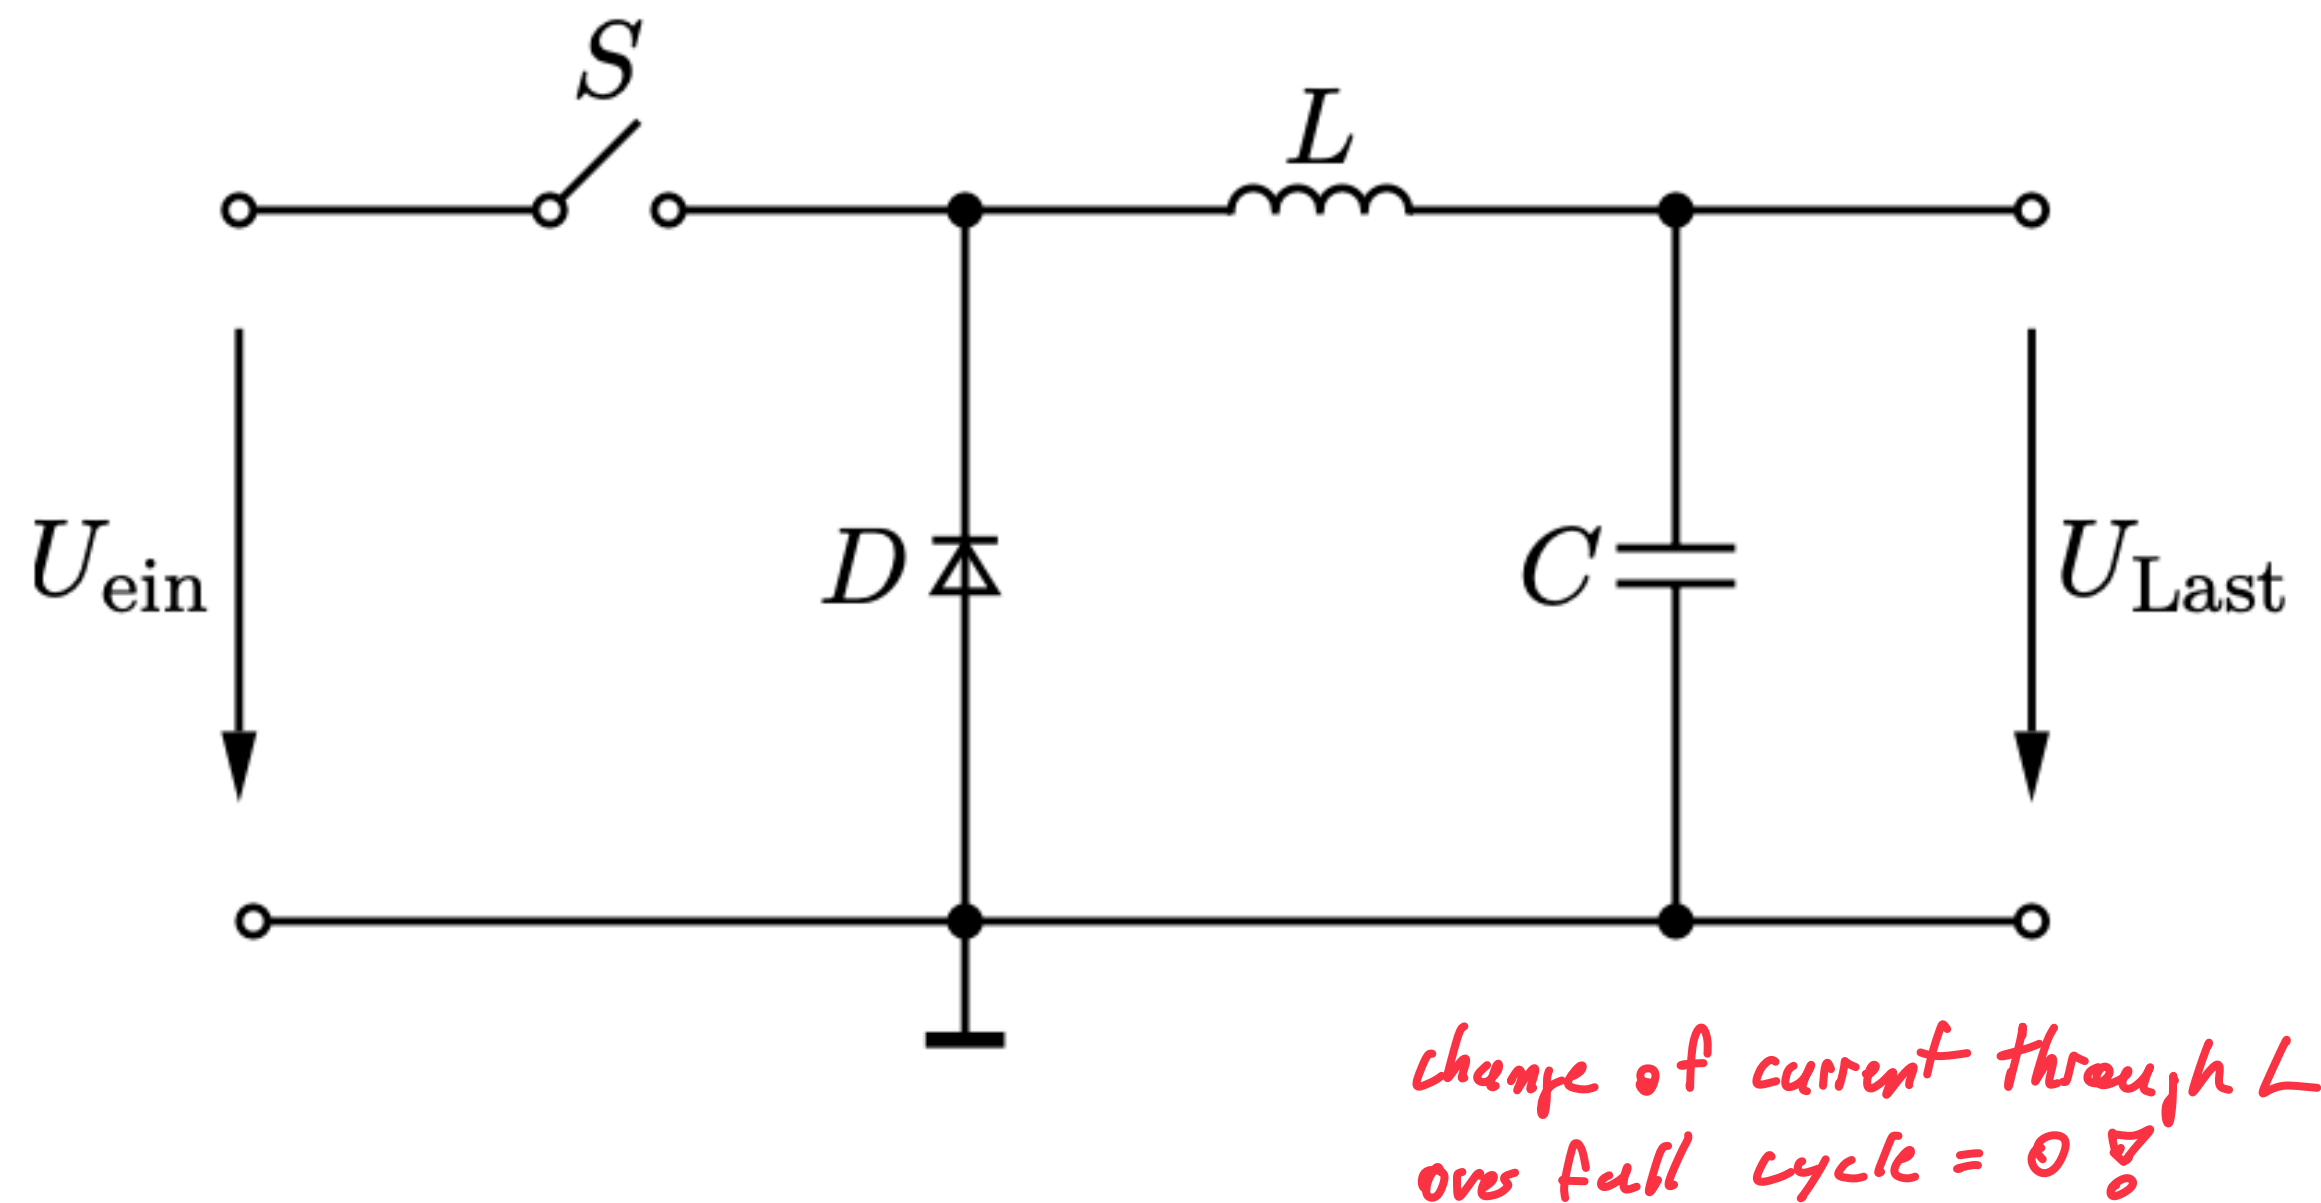 S
L
U_ein
D
C
U_Last
change of current through L
over full cycle = 0 !